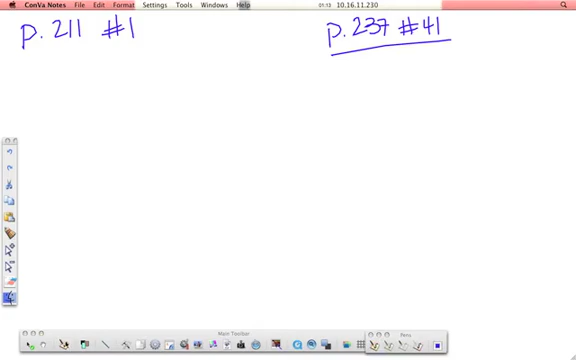 ConVa Notes File Edit Format Settings Tools Windows Help 01:13 10.16.11.230
p. 211 #1
p. 237 #41
Main Toolbar
Pens